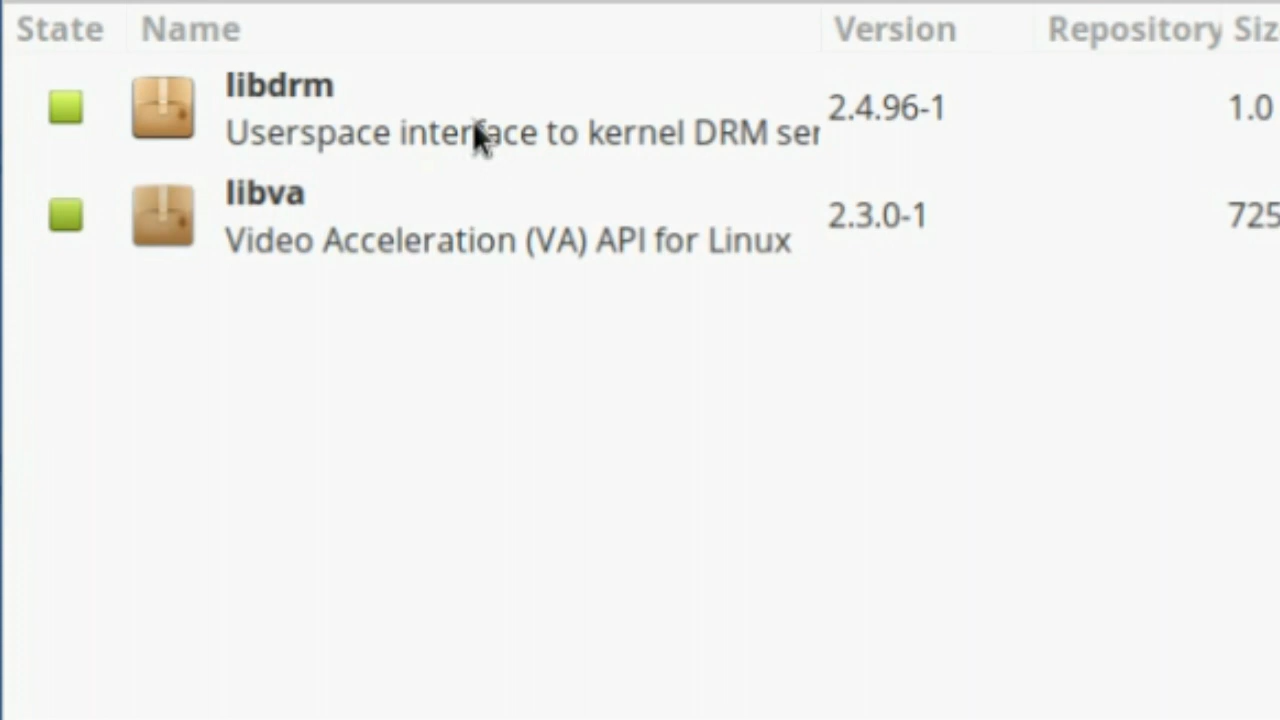 State Name Version Repository Siz
libdrm
Userspace interface to kernel DRM ser 2.4.96-1 1.0
libva
Video Acceleration (VA) API for Linux 2.3.0-1 725